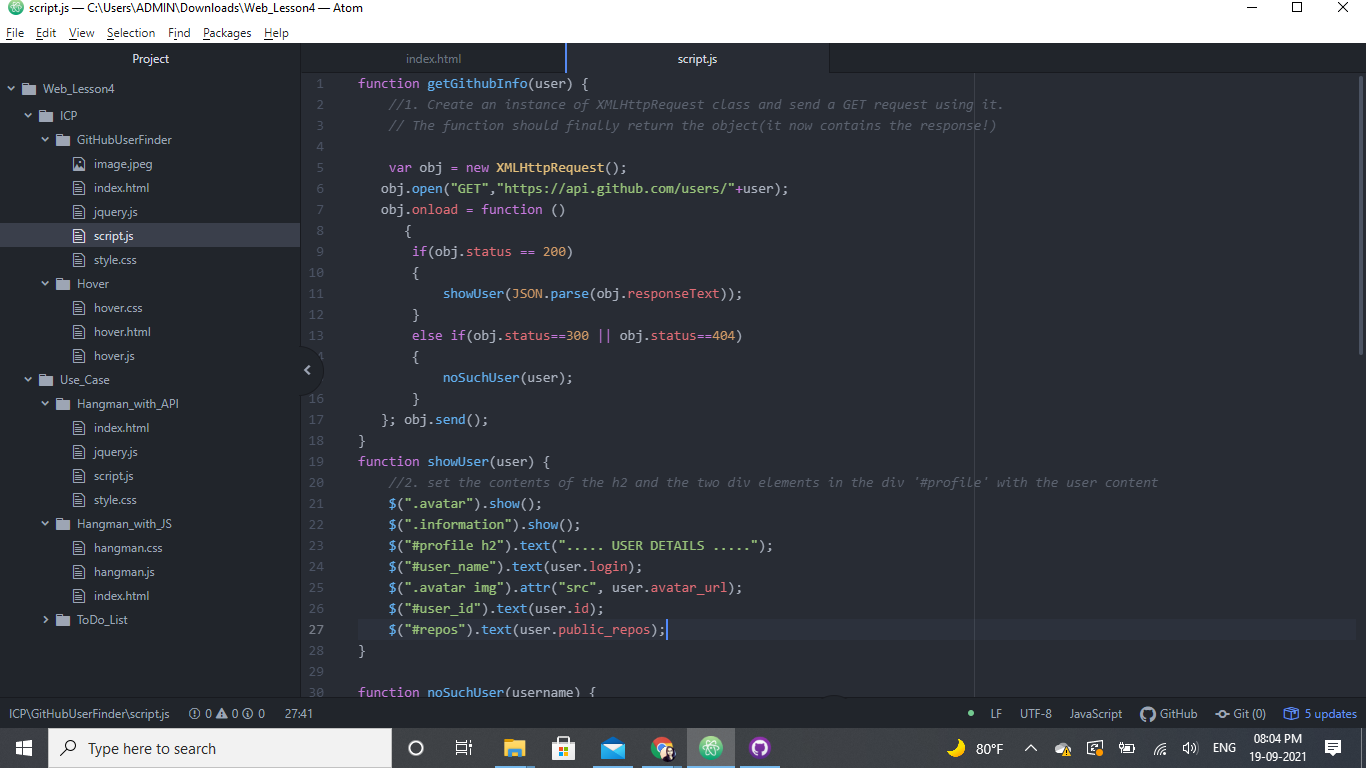 script.js — C:\Users\ADMIN\Downloads\Web_Lesson4 — Atom
File Edit View Selection Find Packages Help
Project
Web_Lesson4
ICP
GitHubUserFinder
image.jpeg
index.html
jquery.js
script.js
style.css
Hover
hover.css
hover.html
hover.js
Use_Case
Hangman_with_API
index.html
jquery.js
script.js
style.css
Hangman_with_JS
hangman.css
hangman.js
index.html
ToDo_List
index.html script.js
1 function getGithubInfo(user) {
2 //1. Create an instance of XMLHttpRequest class and send a GET request using it.
3 // The function should finally return the object(it now contains the response!)
4
5 var obj = new XMLHttpRequest();
6 obj.open("GET","https://api.github.com/users/"+user);
7 obj.onload = function ()
8 {
9 if(obj.status == 200)
10 {
11 showUser(JSON.parse(obj.responseText));
12 }
13 else if(obj.status==300 || obj.status==404)
{
noSuchUser(user);
16 }
17 }; obj.send();
18 }
19 function showUser(user) {
20 //2. set the contents of the h2 and the two div elements in the div '#profile' with the user content
21 $(".avatar").show();
22 $(".information").show();
23 $("#profile h2").text("..... USER DETAILS .....");
24 $("#user_name").text(user.login);
25 $(".avatar img").attr("src", user.avatar_url);
26 $("#user_id").text(user.id);
27 $("#repos").text(user.public_repos);
28 }
29
30 function noSuchUser(username) {
ICP\GitHubUserFinder\script.js 0 0 0 27:41 LF UTF-8 JavaScript GitHub Git (0) 5 updates
Type here to search 80°F ENG 08:04 PM
19-09-2021